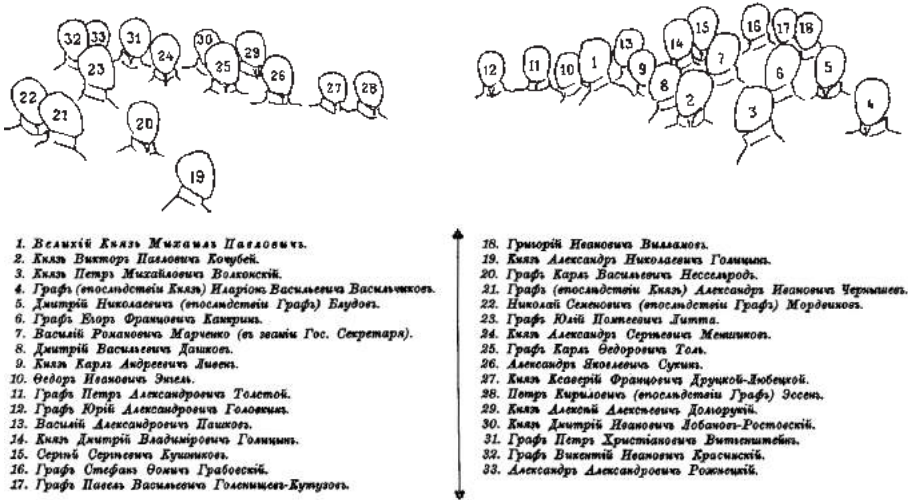 32 33 31 24 30 29 25 26 23 27 28
22 21 20 19
12 11 10 1 13 9 14 15 7 8 2 16 17 18 6 5 3 4
1. Великій Князь Михаилъ Павловичъ.
2. Князь Викторъ Павловичъ Кочубей.
3. Князь Петръ Михайловичъ Волконскій.
4. Графъ (впослѣдствіи Князь) Иларіонъ Васильевичъ Васильчиковъ.
5. Дмитрій Николаевичъ (впослѣдствіи Графъ) Блудовъ.
6. Графъ Егоръ Францовичъ Канкринъ.
7. Василій Романовичъ Марченко (въ званіи Гос. Секретаря).
8. Дмитрій Васильевичъ Дашковъ.
9. Князь Карлъ Андреевичъ Ливенъ.
10. Ѳедоръ Ивановичъ Энгель.
11. Графъ Петръ Александровичъ Толстой.
12. Графъ Юрій Александровичъ Головкинъ.
13. Василій Александровичъ Пашковъ.
14. Князь Дмитрій Владиміровичъ Голицынъ.
15. Сергѣй Сергѣевичъ Кушниковъ.
16. Графъ Стефанъ Ѳомичъ Грабовскій.
17. Графъ Павелъ Васильевичъ Голенищевъ-Кутузовъ.
18. Григорій Ивановичъ Вилламовъ.
19. Князь Александръ Николаевичъ Голицынъ.
20. Графъ Карлъ Васильевичъ Нессельродъ.
21. Графъ (впослѣдствіи Князь) Александръ Ивановичъ Чернышевъ.
22. Николай Семеновичъ (впослѣдствіи Графъ) Мордвиновъ.
23. Графъ Юлій Помпеевичъ Литта.
24. Князь Александръ Сергѣевичъ Меншиковъ.
25. Графъ Карлъ Ѳедоровичъ Толь.
26. Александръ Яковлевичъ Сукинъ.
27. Князь Ксаверій Францовичъ Друцкой-Любецкой.
28. Петръ Кириловичъ (впослѣдствіи Графъ) Эссенъ.
29. Князь Алексѣй Алексѣевичъ Долгорукій.
30. Князь Дмитрій Ивановичъ Лобановъ-Ростовскій.
31. Графъ Петръ Христіановичъ Витгенштейнъ.
32. Графъ Викентій Ивановичъ Красинскій.
33. Александръ Александровичъ Рожнецкій.